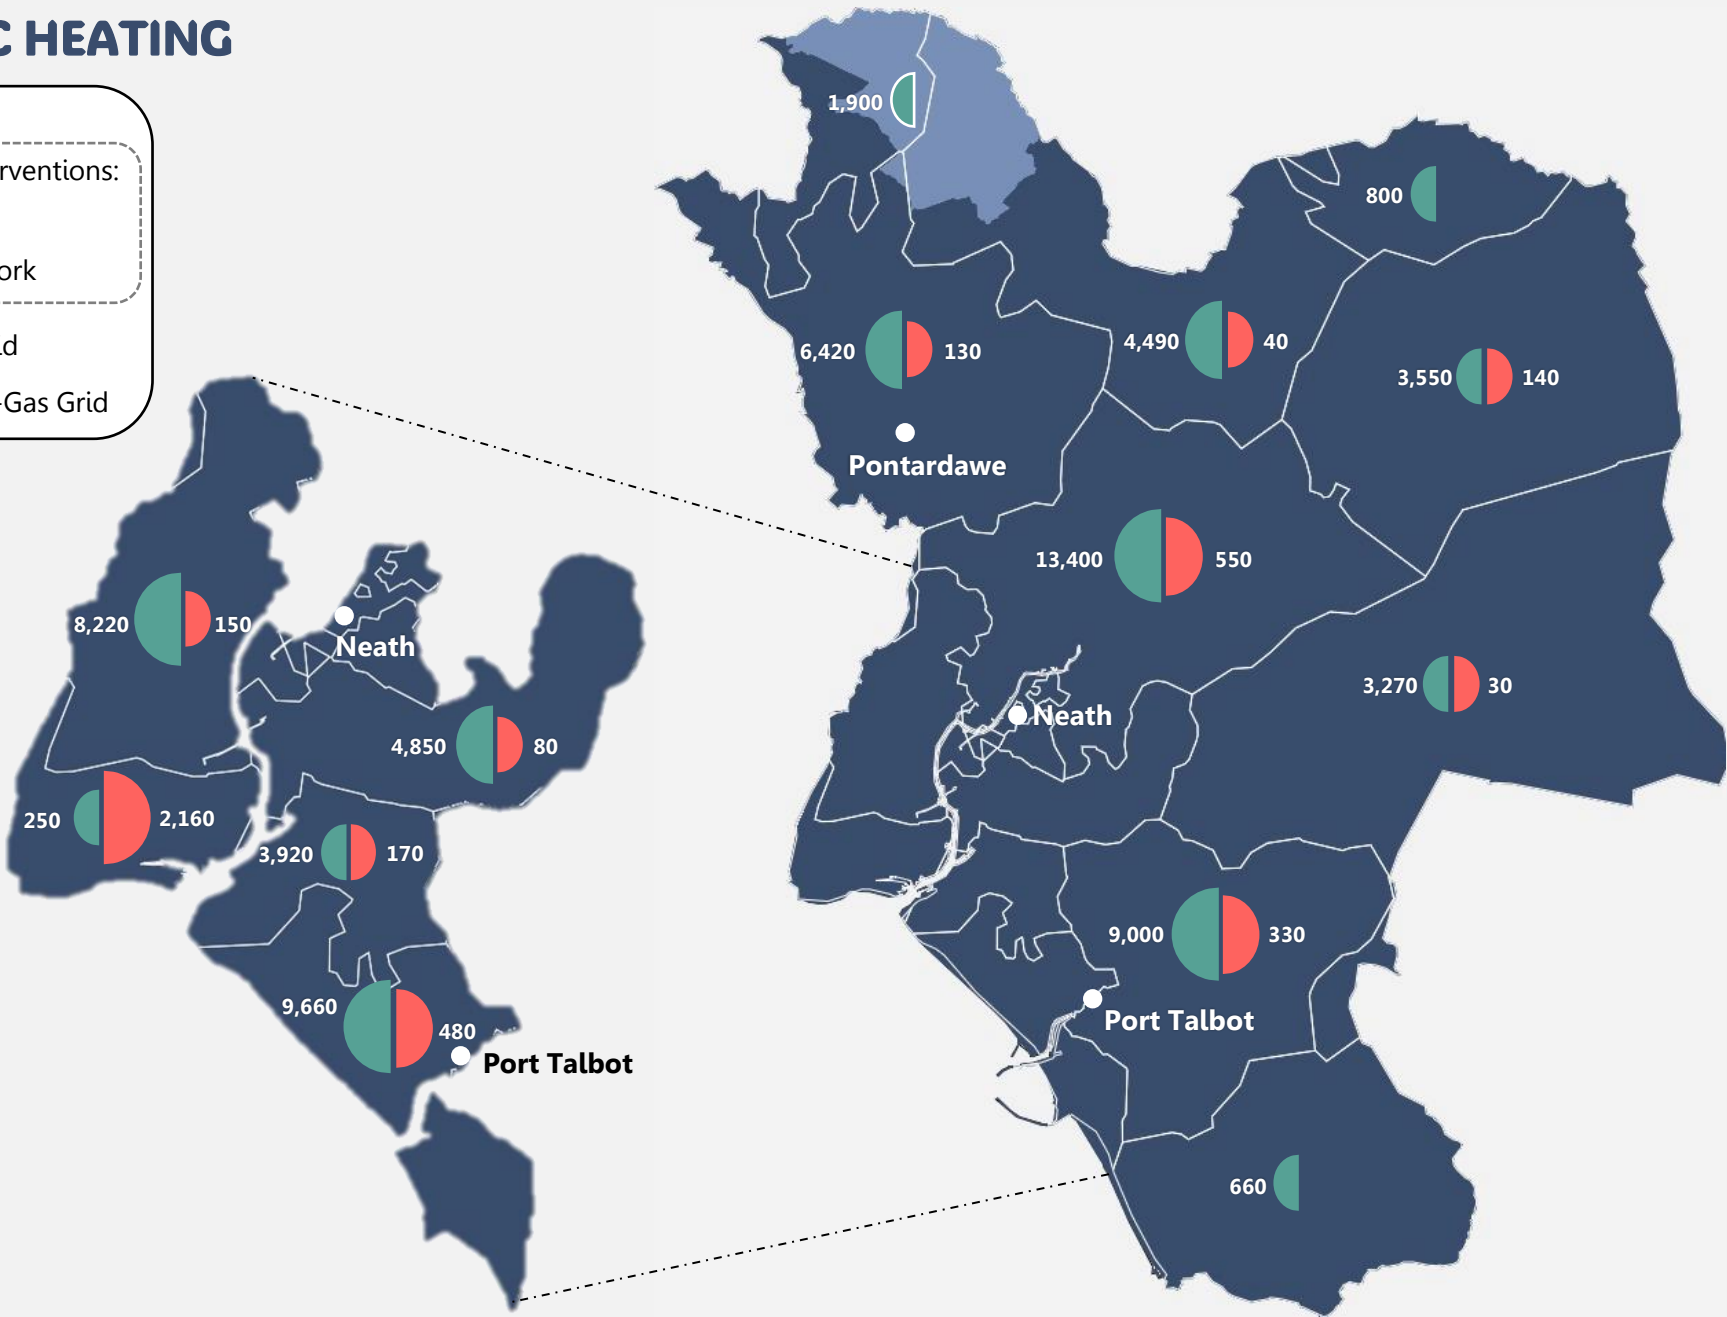 C HEATING
rventions:
ork
ld
-Gas Grid
1,900
800
6,420 130
4,490 40
3,550 140
Pontardawe
13,400 550
8,220 150
Neath
3,270 30
Neath
4,850 80
250 2,160
3,920 170
9,000 330
9,660 480
Port Talbot
Port Talbot
660